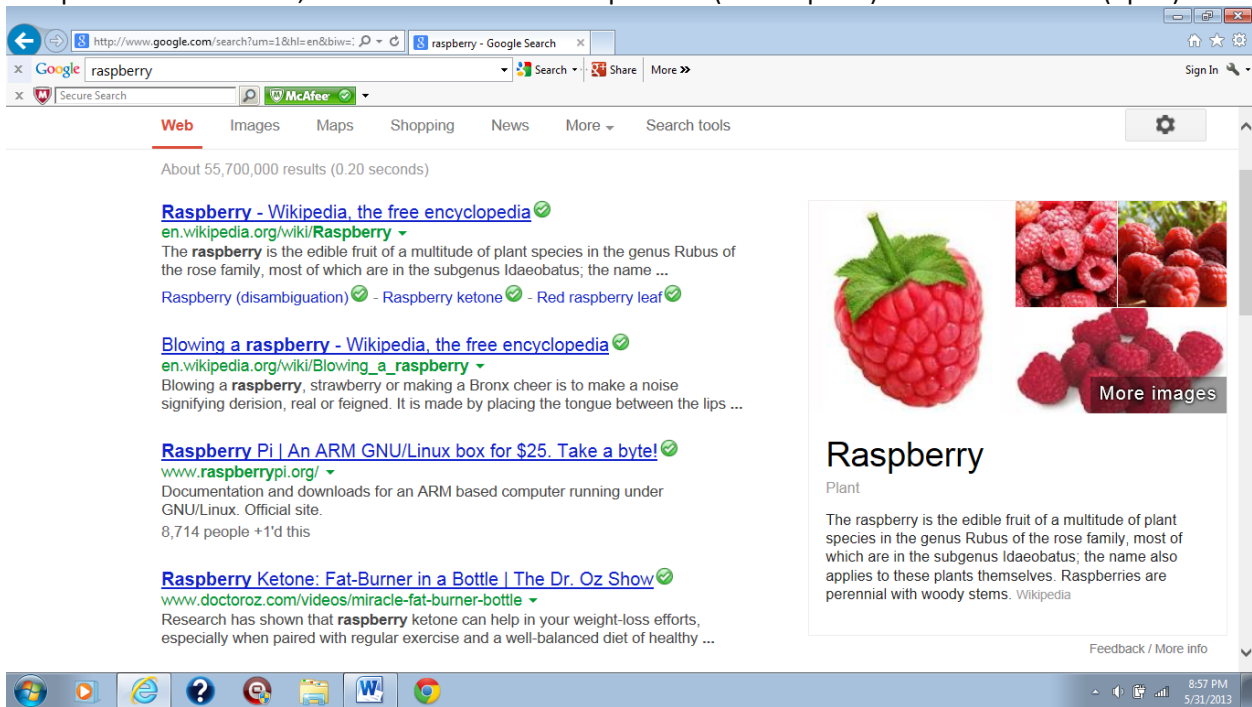 http://www.google.com/search?um=1&hl=en&biw=
raspberry - Google Search
x Google raspberry Search Share More » Sign In
x Secure Search McAfee
Web Images Maps Shopping News More Search tools
About 55,700,000 results (0.20 seconds)
Raspberry - Wikipedia, the free encyclopedia
en.wikipedia.org/wiki/Raspberry
The raspberry is the edible fruit of a multitude of plant species in the genus Rubus of
the rose family, most of which are in the subgenus Idaeobatus; the name ...
Raspberry (disambiguation) - Raspberry ketone - Red raspberry leaf
Blowing a raspberry - Wikipedia, the free encyclopedia
en.wikipedia.org/wiki/Blowing_a_raspberry
Blowing a raspberry, strawberry or making a Bronx cheer is to make a noise
signifying derision, real or feigned. It is made by placing the tongue between the lips ...
Raspberry Pi | An ARM GNU/Linux box for $25. Take a byte!
www.raspberrypi.org/
Documentation and downloads for an ARM based computer running under
GNU/Linux. Official site.
8,714 people +1'd this
Raspberry Ketone: Fat-Burner in a Bottle | The Dr. Oz Show
www.doctoroz.com/videos/miracle-fat-burner-bottle
Research has shown that raspberry ketone can help in your weight-loss efforts,
especially when paired with regular exercise and a well-balanced diet of healthy ...
More images
Raspberry
Plant
The raspberry is the edible fruit of a multitude of plant
species in the genus Rubus of the rose family, most of
which are in the subgenus Idaeobatus; the name also
applies to these plants themselves. Raspberries are
perennial with woody stems. Wikipedia
Feedback / More info
8:57 PM
5/31/2013